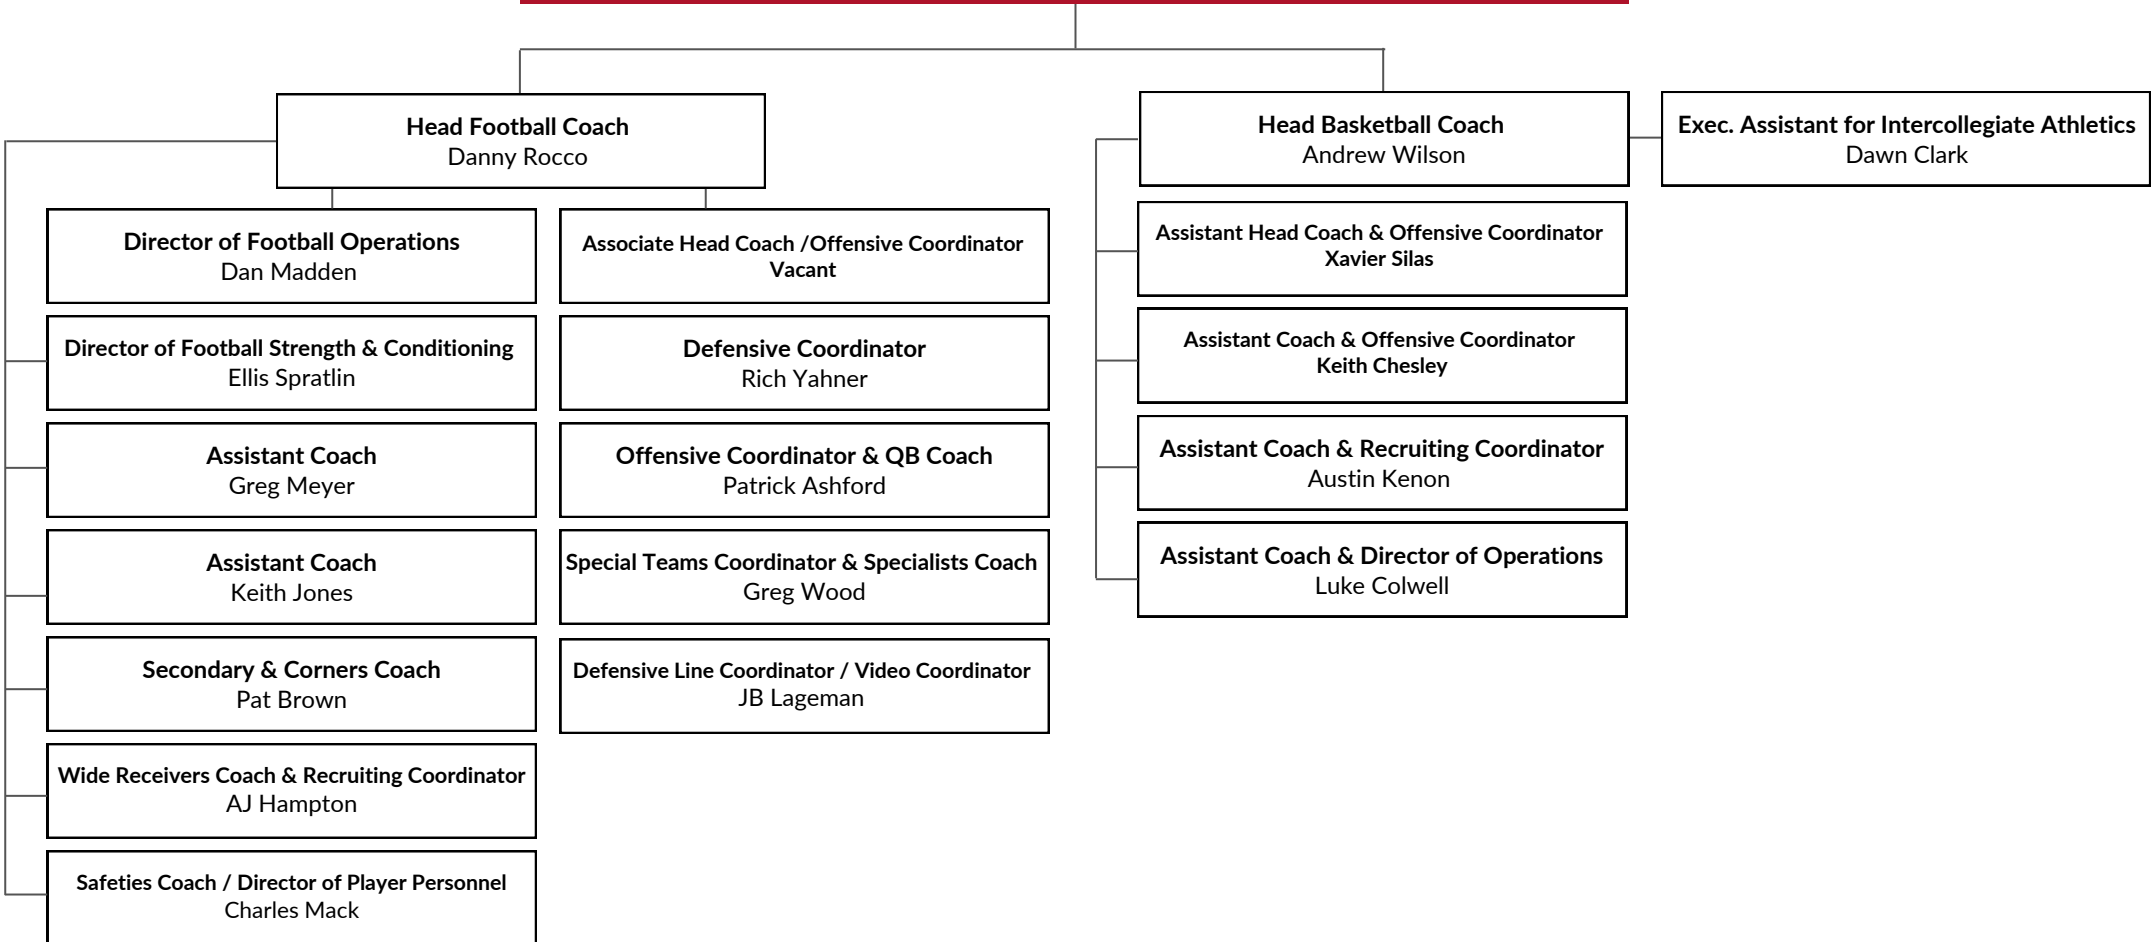 Head Football Coach
Danny Rocco
Head Basketball Coach
Andrew Wilson
Exec. Assistant for Intercollegiate Athletics
Dawn Clark
Director of Football Operations
Dan Madden
Director of Football Strength & Conditioning
Ellis Spratlin
Assistant Coach
Greg Meyer
Assistant Coach
Keith Jones
Secondary & Corners Coach
Pat Brown
Wide Receivers Coach & Recruiting Coordinator
AJ Hampton
Safeties Coach / Director of Player Personnel
Charles Mack
Associate Head Coach /Offensive Coordinator
Vacant
Defensive Coordinator
Rich Yahner
Offensive Coordinator & QB Coach
Patrick Ashford
Special Teams Coordinator & Specialists Coach
Greg Wood
Defensive Line Coordinator / Video Coordinator
JB Lageman
Assistant Head Coach & Offensive Coordinator
Xavier Silas
Assistant Coach & Offensive Coordinator
Keith Chesley
Assistant Coach & Recruiting Coordinator
Austin Kenon
Assistant Coach & Director of Operations
Luke Colwell